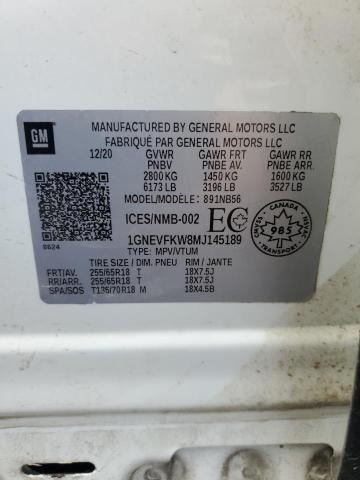 GM
MANUFACTURED BY GENERAL MOTORS LLC
FABRIQUÉ PAR GENERAL MOTORS LLC
12/20 GVWR GAWR FRT GAWR RR
PNBV PNBE AV. PNBE ARR.
2800 KG 1450 KG 1600 KG
6173 LB 3196 LB 3527 LB
MODEL/MODÈLE: 891NB56
ICES/NMB-002 EC
CANADA
985
1GNEVFKW8MJ145189
8624
TYPE: MPV/VTUM
TIRE SIZE / DIM. PNEU RIM / JANTE
FRT/AV. 255/65R18 T 18X7.5J
RR/ARR. 255/65R18 T 18X7.5J
SPA/SOS T135/70R18 M 18X4.5B